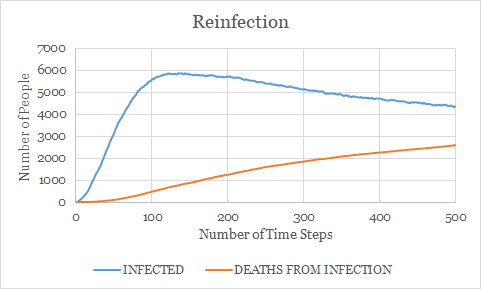 Reinfection
7000
6000
5000
4000
3000
2000
1000
0
Number of People
0 100 200 300 400 500
Number of Time Steps
INFECTED DEATHS FROM INFECTION